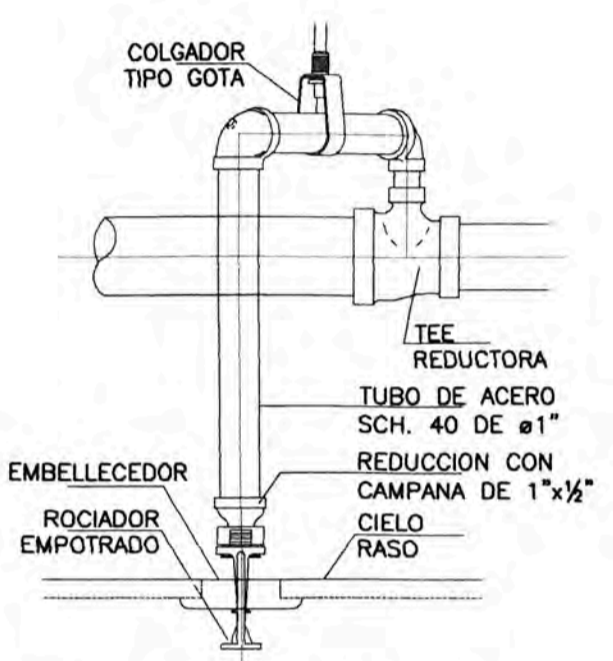 COLGADOR
TIPO GOTA
TEE
REDUCTORA
TUBO DE ACERO
SCH. 40 DE ø1"
REDUCCION CON
CAMPANA DE 1"x½"
EMBELLECEDOR
ROCIADOR
EMPOTRADO
CIELO
RASO